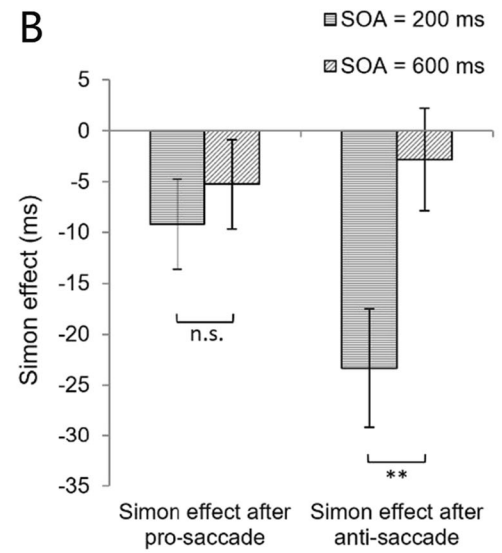 B
SOA = 200 ms
SOA = 600 ms
Simon effect (ms)
5
0
-5
-10
-15
-20
-25
-30
-35
n.s.
**
Simon effect after
pro-saccade
Simon effect after
anti-saccade